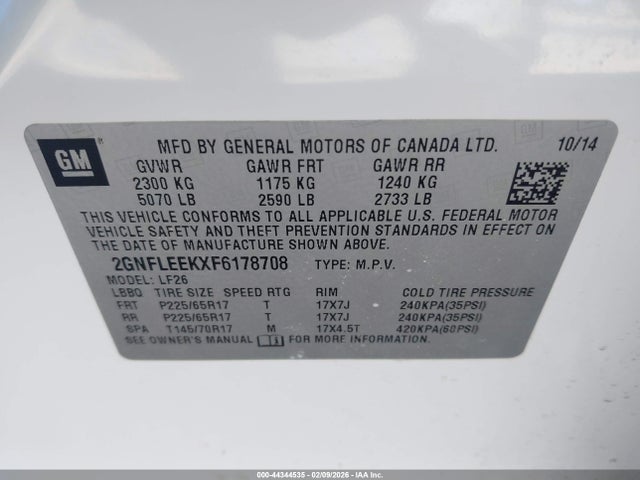 GM
MFD BY GENERAL MOTORS OF CANADA LTD. 10/14
GVWR GAWR FRT GAWR RR
2300 KG 1175 KG 1240 KG
5070 LB 2590 LB 2733 LB
THIS VEHICLE CONFORMS TO ALL APPLICABLE U.S. FEDERAL MOTOR
VEHICLE SAFETY AND THEFT PREVENTION STANDARDS IN EFFECT
ON THE DATE OF MANUFACTURE SHOWN ABOVE.
2GNFLEEKXF6178708 TYPE: M.P.V.
MODEL: LF26
LBBQ TIRE SIZE SPEED RTG RIM COLD TIRE PRESSURE
FRT P225/65R17 T 17X7J 240KPA(35PSI)
RR P225/65R17 T 17X7J 240KPA(35PSI)
SPA T145/70R17 M 17X4.5T 420KPA(60PSI)
SEE OWNER'S MANUAL FOR MORE INFORMATION.
000-44344535 - 02/09/2026 - IAABUYNOW.COM